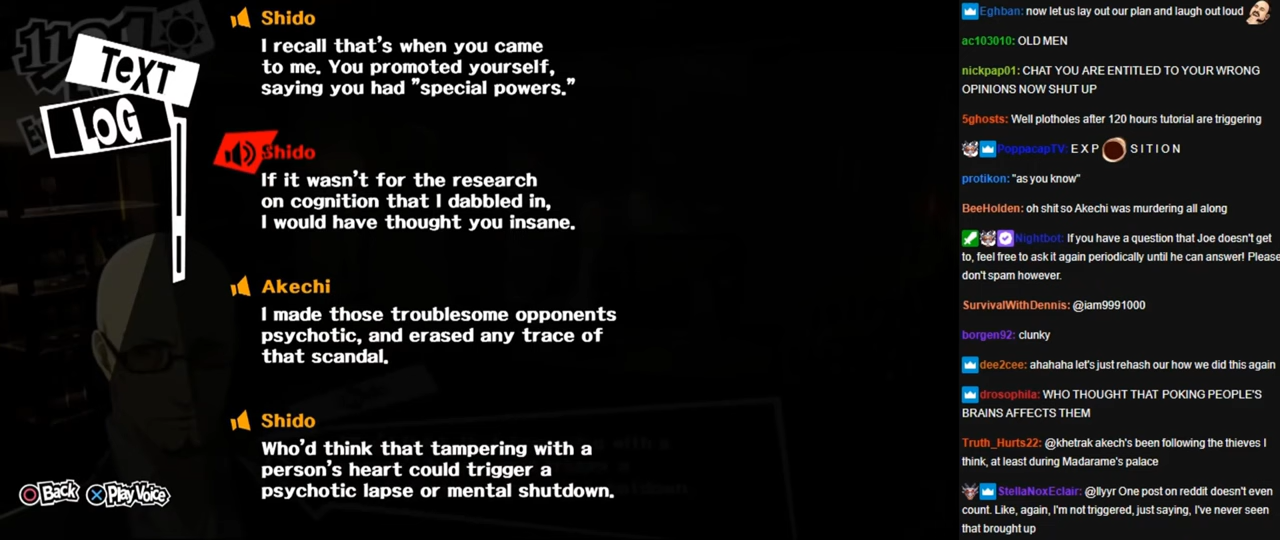 TEXT
LOG
Shido
I recall that's when you came
to me. You promoted yourself,
saying you had "special powers."
Shido
If it wasn't for the research
on cognition that I dabbled in,
I would have thought you insane.
Akechi
I made those troublesome opponents
psychotic, and erased any trace of
that scandal.
Shido
Who'd think that tampering with a
person's heart could trigger a
psychotic lapse or mental shutdown.
Back
Play Voice
Eghban: now let us lay out our plan and laugh out loud
ac103010: OLD MEN
nickpap01: CHAT YOU ARE ENTITLED TO YOUR WRONG
OPINIONS NOW SHUT UP
5ghosts: Well plotholes after 120 hours tutorial are triggering
PoppacapTV: E X P S I T I O N
protikon: "as you know"
BeeHolden: oh shit so Akechi was murdering all along
Nightbot: If you have a question that Joe doesn't get
to, feel free to ask it again periodically until he can answer! Please
don't spam however.
SurvivalWithDennis: @iam9991000
borgen92: clunky
dee2cee: ahahaha let's just rehash our how we did this again
drosophila: WHO THOUGHT THAT POKING PEOPLE'S
BRAINS AFFECTS THEM
Truth_Hurts22: @khetrak akech's been following the thieves I
think, at least during Madarame's palace
StellaNoxEclair: @llyyr One post on reddit doesn't even
count. Like, again, I'm not triggered, just saying, I've never seen
that brought up